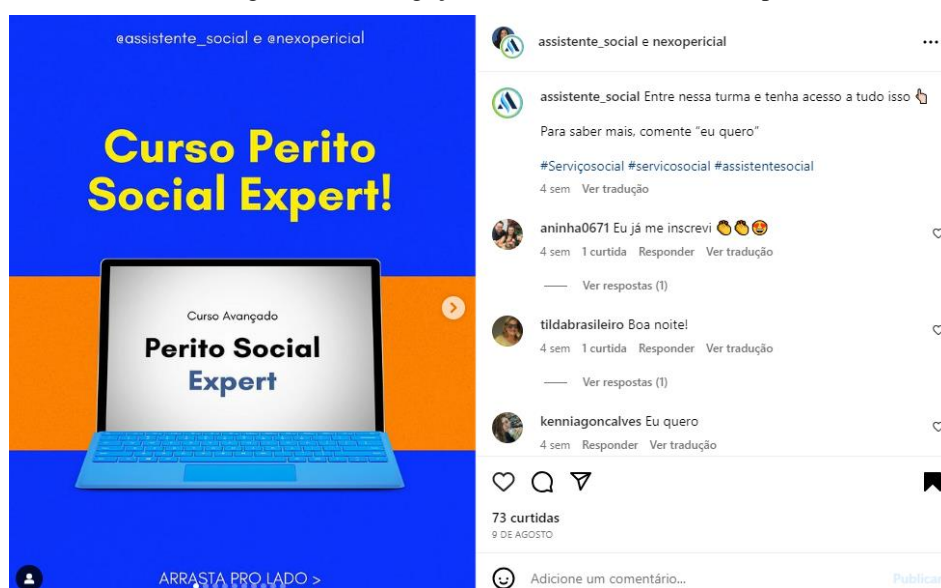 @assistente_social e @nexopericial
Curso Perito
Social Expert!
Curso Avançado
Perito Social
Expert
ARRASTA PRO LADO >
assistente_social e nexopericial
assistente_social Entre nessa turma e tenha acesso a tudo isso 👆🏻
Para saber mais, comente “eu quero”
#Serviçosocial #servicosocial #assistentesocial
4 sem Ver tradução
aninha0671 Eu já me inscrevi 👏👏😍
4 sem 1 curtida Responder Ver tradução
Ver respostas (1)
tildabrasileiro Boa noite!
4 sem 1 curtida Responder Ver tradução
Ver respostas (1)
kenniagoncalves Eu quero
4 sem Responder Ver tradução
73 curtidas
9 DE AGOSTO
Adicione um comentário... Publicar